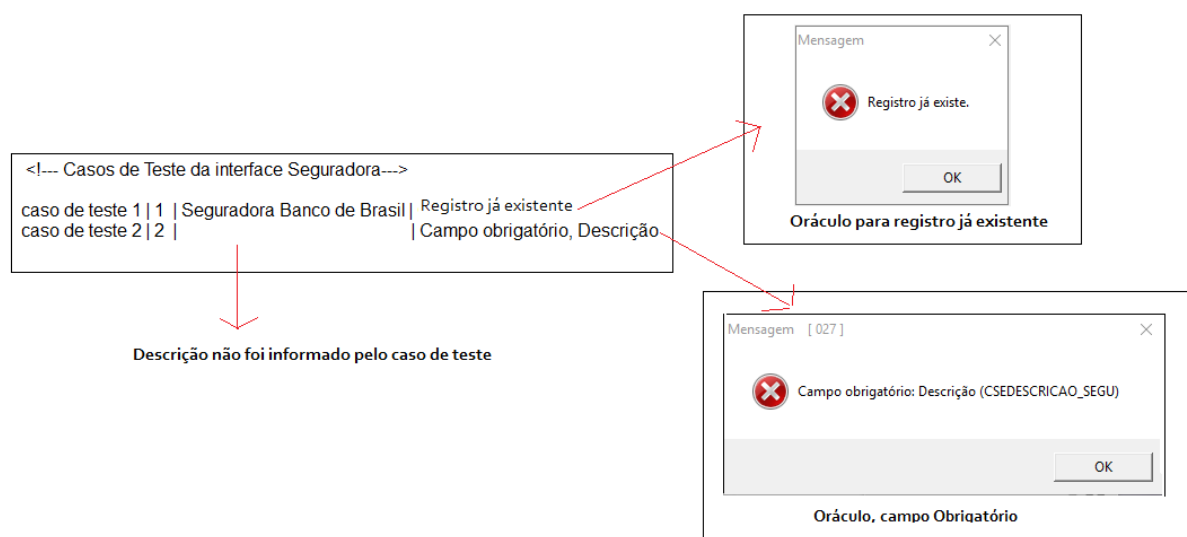 Mensagem
Registro já existe.
OK
Oráculo para registro já existente
<!--- Casos de Teste da interface Seguradora--->
caso de teste 1 | 1 | Seguradora Banco de Brasil | Registro já existente
caso de teste 2 | 2 | | Campo obrigatório, Descrição
Descrição não foi informado pelo caso de teste
Mensagem [ 027 ]
Campo obrigatório: Descrição (CSEDESCRICAO_SEGU)
OK
Oráculo, campo Obrigatório